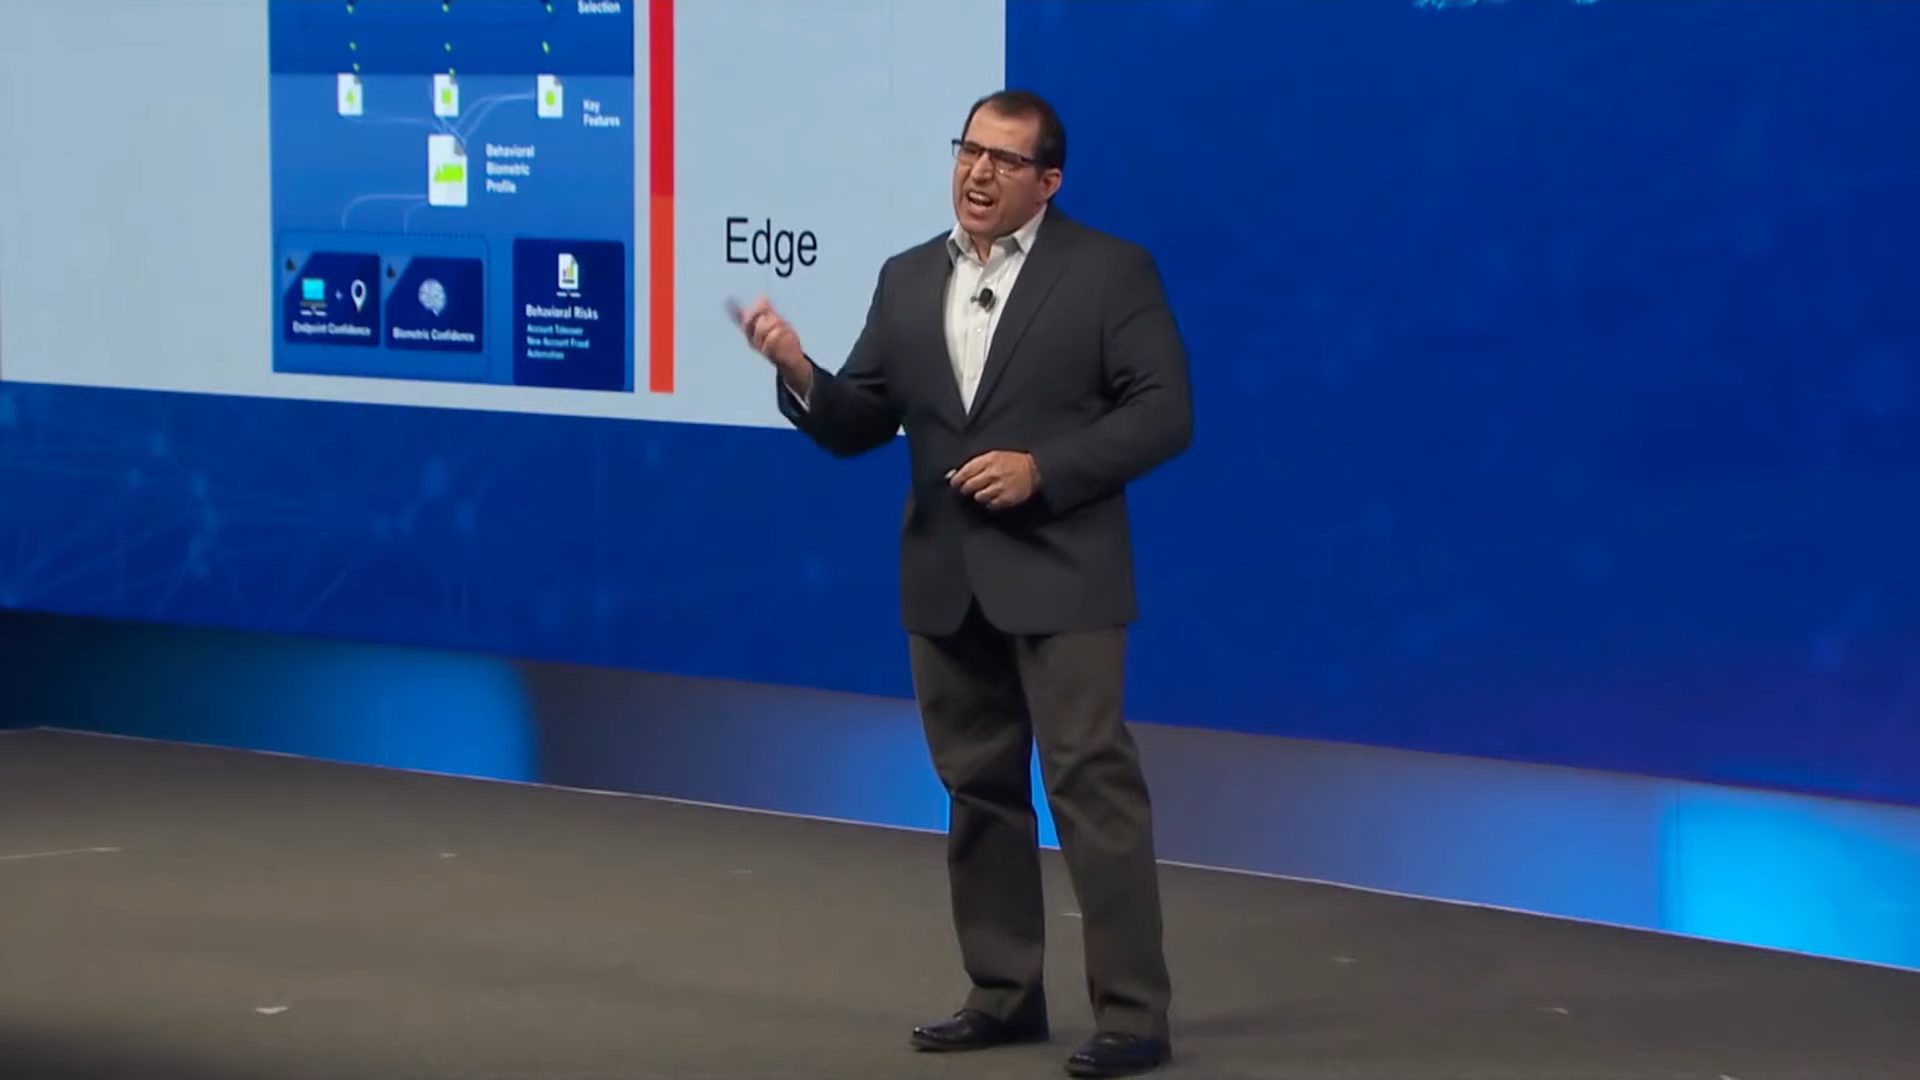 Selection
Key
Features
Behavioral
Biometric
Profile
Edge
Endpoint Confidence
Biometric Confidence
Behavioral Risks
Account Takeover
New Account Fraud
Automation